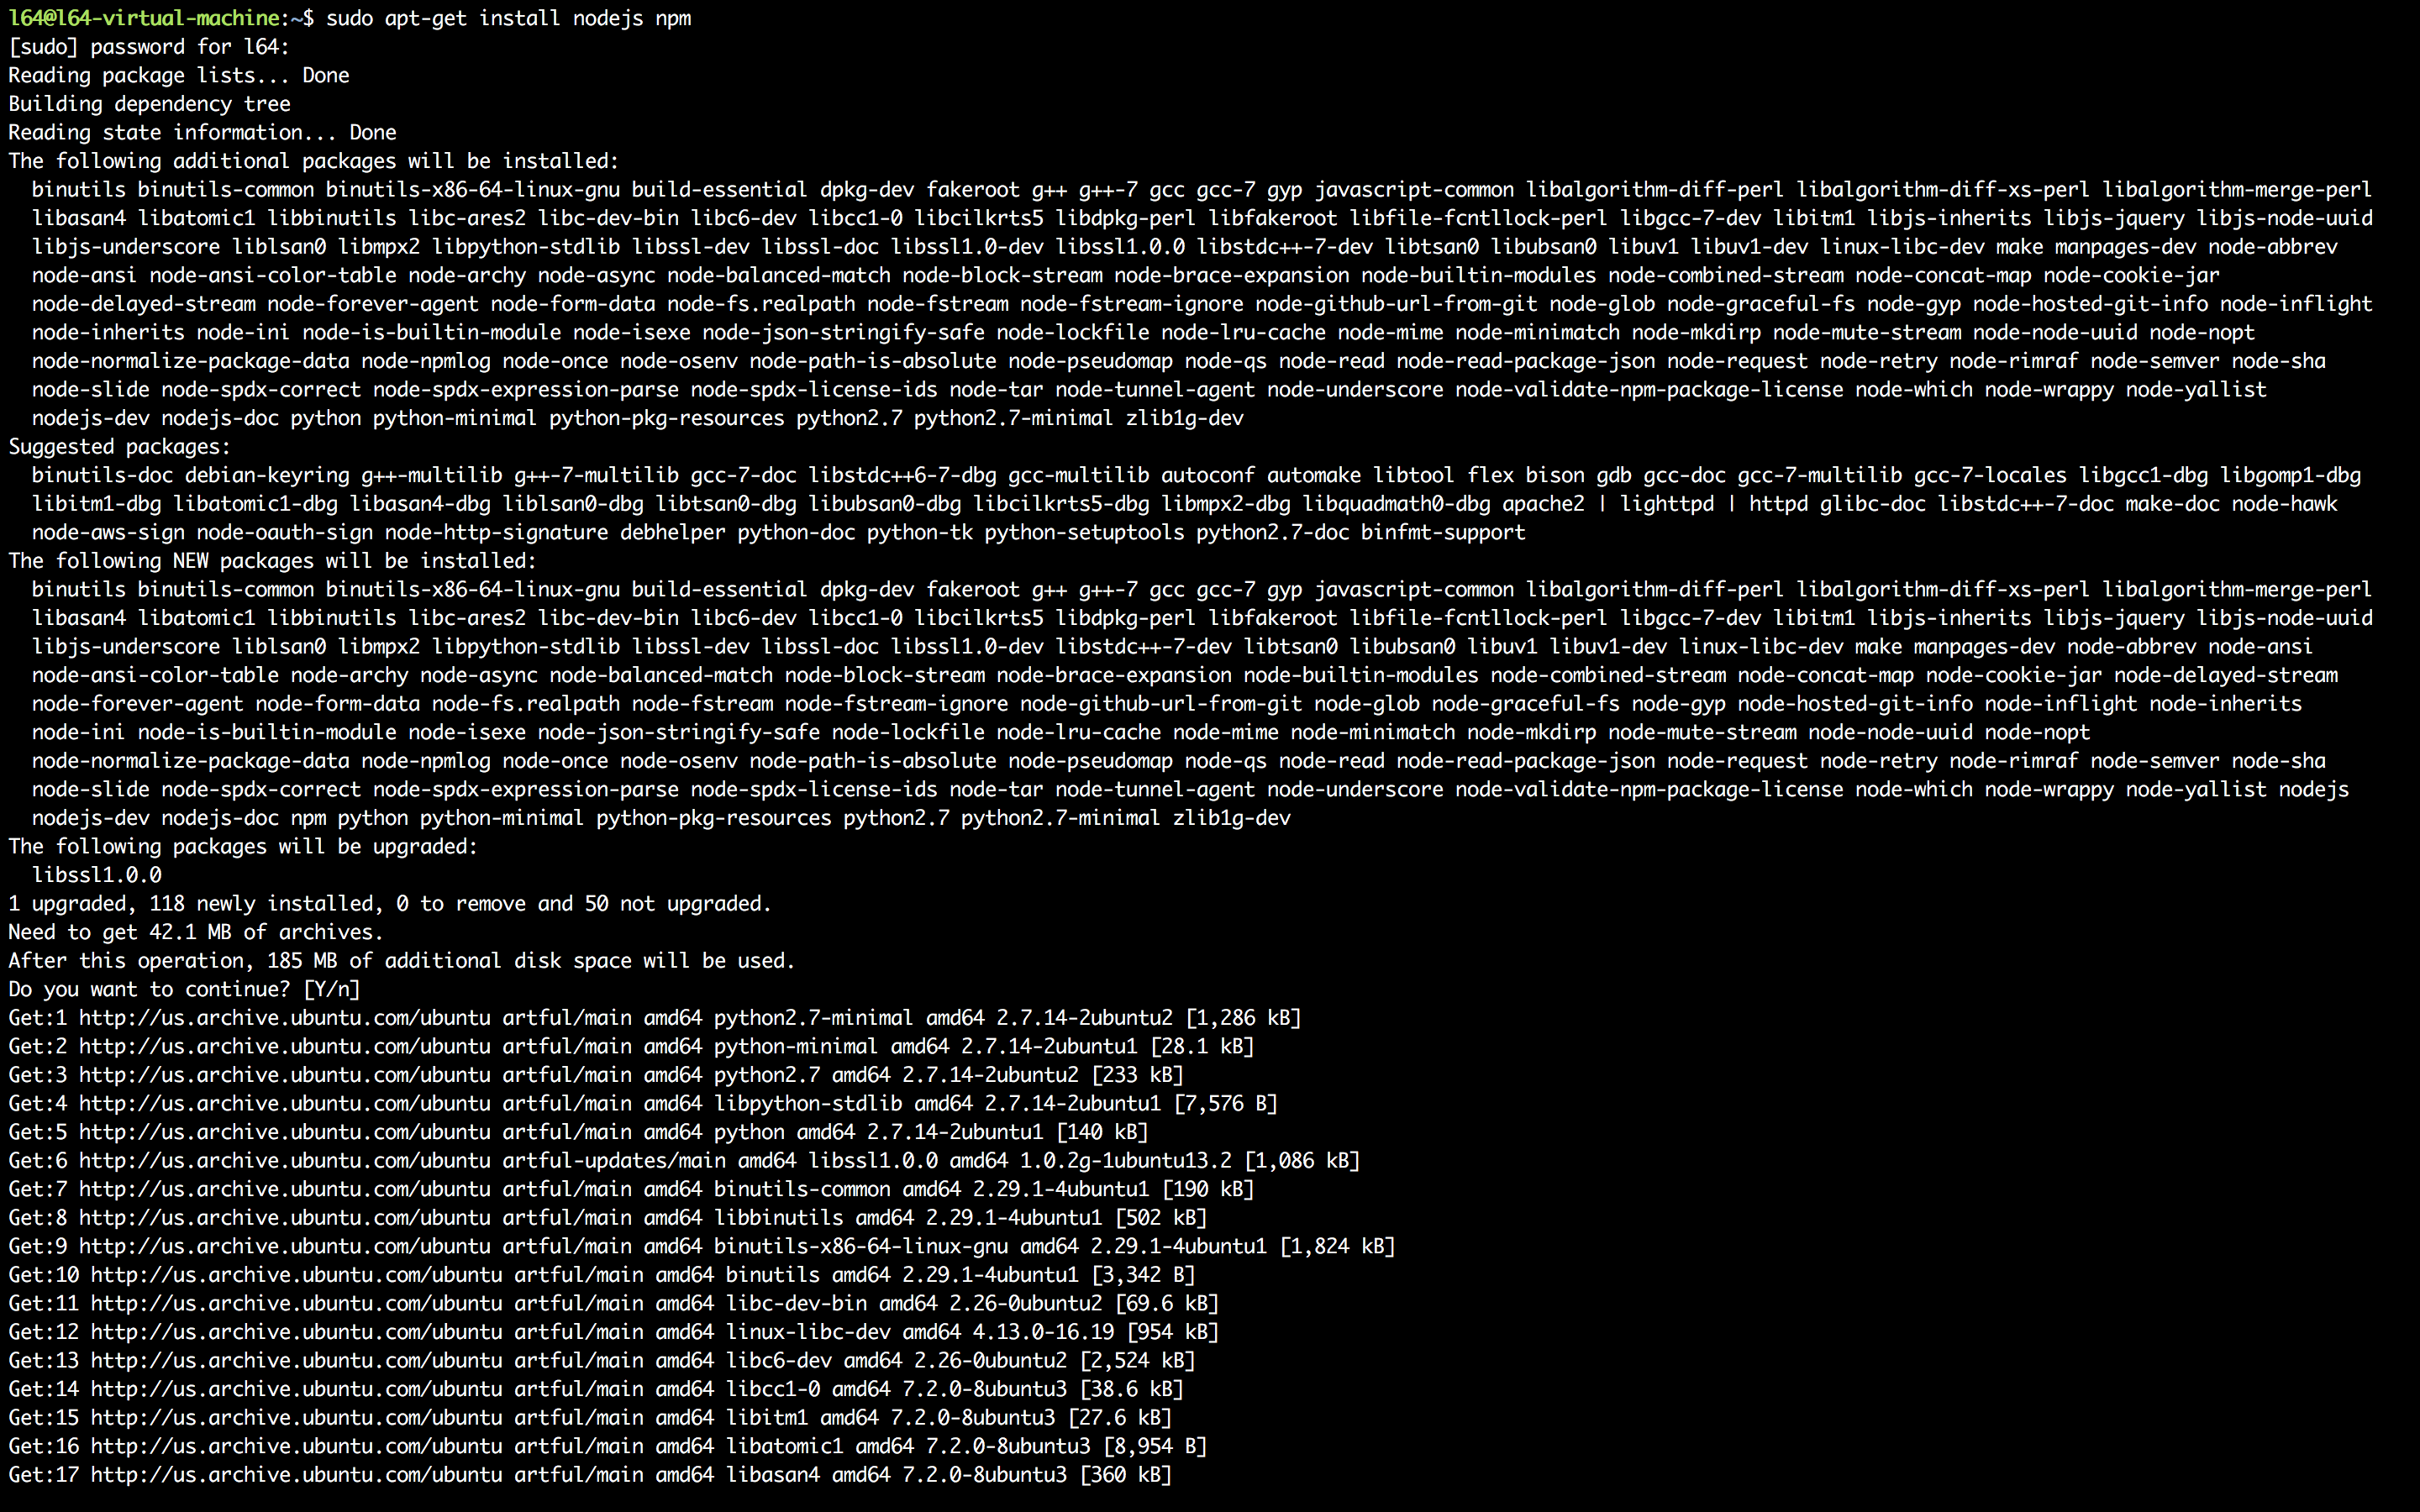 l64@l64-virtual-machine:~$ sudo apt-get install nodejs npm
[sudo] password for l64:
Reading package lists... Done
Building dependency tree
Reading state information... Done
The following additional packages will be installed:
  binutils binutils-common binutils-x86-64-linux-gnu build-essential dpkg-dev fakeroot g++ g++-7 gcc gcc-7 gyp javascript-common libalgorithm-diff-perl libalgorithm-diff-xs-perl libalgorithm-merge-perl
  libasan4 libatomic1 libbinutils libc-ares2 libc-dev-bin libc6-dev libcc1-0 libcilkrts5 libdpkg-perl libfakeroot libfile-fcntllock-perl libgcc-7-dev libitm1 libjs-inherits libjs-jquery libjs-node-uuid
  libjs-underscore liblsan0 libmpx2 libpython-stdlib libssl-dev libssl-doc libssl1.0-dev libssl1.0.0 libstdc++-7-dev libtsan0 libubsan0 libuv1 libuv1-dev linux-libc-dev make manpages-dev node-abbrev
  node-ansi node-ansi-color-table node-archy node-async node-balanced-match node-block-stream node-brace-expansion node-builtin-modules node-combined-stream node-concat-map node-cookie-jar
  node-delayed-stream node-forever-agent node-form-data node-fs.realpath node-fstream node-fstream-ignore node-github-url-from-git node-glob node-graceful-fs node-gyp node-hosted-git-info node-inflight
  node-inherits node-ini node-is-builtin-module node-isexe node-json-stringify-safe node-lockfile node-lru-cache node-mime node-minimatch node-mkdirp node-mute-stream node-node-uuid node-nopt
  node-normalize-package-data node-npmlog node-once node-osenv node-path-is-absolute node-pseudomap node-qs node-read node-read-package-json node-request node-retry node-rimraf node-semver node-sha
  node-slide node-spdx-correct node-spdx-expression-parse node-spdx-license-ids node-tar node-tunnel-agent node-underscore node-validate-npm-package-license node-which node-wrappy node-yallist
  nodejs-dev nodejs-doc python python-minimal python-pkg-resources python2.7 python2.7-minimal zlib1g-dev
Suggested packages:
  binutils-doc debian-keyring g++-multilib g++-7-multilib gcc-7-doc libstdc++6-7-dbg gcc-multilib autoconf automake libtool flex bison gdb gcc-doc gcc-7-multilib gcc-7-locales libgcc1-dbg libgomp1-dbg
  libitm1-dbg libatomic1-dbg libasan4-dbg liblsan0-dbg libtsan0-dbg libubsan0-dbg libcilkrts5-dbg libmpx2-dbg libquadmath0-dbg apache2 | lighttpd | httpd glibc-doc libstdc++-7-doc make-doc node-hawk
  node-aws-sign node-oauth-sign node-http-signature debhelper python-doc python-tk python-setuptools python2.7-doc binfmt-support
The following NEW packages will be installed:
  binutils binutils-common binutils-x86-64-linux-gnu build-essential dpkg-dev fakeroot g++ g++-7 gcc gcc-7 gyp javascript-common libalgorithm-diff-perl libalgorithm-diff-xs-perl libalgorithm-merge-perl
  libasan4 libatomic1 libbinutils libc-ares2 libc-dev-bin libc6-dev libcc1-0 libcilkrts5 libdpkg-perl libfakeroot libfile-fcntllock-perl libgcc-7-dev libitm1 libjs-inherits libjs-jquery libjs-node-uuid
  libjs-underscore liblsan0 libmpx2 libpython-stdlib libssl-dev libssl-doc libssl1.0-dev libstdc++-7-dev libtsan0 libubsan0 libuv1 libuv1-dev linux-libc-dev make manpages-dev node-abbrev node-ansi
  node-ansi-color-table node-archy node-async node-balanced-match node-block-stream node-brace-expansion node-builtin-modules node-combined-stream node-concat-map node-cookie-jar node-delayed-stream
  node-forever-agent node-form-data node-fs.realpath node-fstream node-fstream-ignore node-github-url-from-git node-glob node-graceful-fs node-gyp node-hosted-git-info node-inflight node-inherits
  node-ini node-is-builtin-module node-isexe node-json-stringify-safe node-lockfile node-lru-cache node-mime node-minimatch node-mkdirp node-mute-stream node-node-uuid node-nopt
  node-normalize-package-data node-npmlog node-once node-osenv node-path-is-absolute node-pseudomap node-qs node-read node-read-package-json node-request node-retry node-rimraf node-semver node-sha
  node-slide node-spdx-correct node-spdx-expression-parse node-spdx-license-ids node-tar node-tunnel-agent node-underscore node-validate-npm-package-license node-which node-wrappy node-yallist nodejs
  nodejs-dev nodejs-doc npm python python-minimal python-pkg-resources python2.7 python2.7-minimal zlib1g-dev
The following packages will be upgraded:
  libssl1.0.0
1 upgraded, 118 newly installed, 0 to remove and 50 not upgraded.
Need to get 42.1 MB of archives.
After this operation, 185 MB of additional disk space will be used.
Do you want to continue? [Y/n]
Get:1 http://us.archive.ubuntu.com/ubuntu artful/main amd64 python2.7-minimal amd64 2.7.14-2ubuntu2 [1,286 kB]
Get:2 http://us.archive.ubuntu.com/ubuntu artful/main amd64 python-minimal amd64 2.7.14-2ubuntu1 [28.1 kB]
Get:3 http://us.archive.ubuntu.com/ubuntu artful/main amd64 python2.7 amd64 2.7.14-2ubuntu2 [233 kB]
Get:4 http://us.archive.ubuntu.com/ubuntu artful/main amd64 libpython-stdlib amd64 2.7.14-2ubuntu1 [7,576 B]
Get:5 http://us.archive.ubuntu.com/ubuntu artful/main amd64 python amd64 2.7.14-2ubuntu1 [140 kB]
Get:6 http://us.archive.ubuntu.com/ubuntu artful-updates/main amd64 libssl1.0.0 amd64 1.0.2g-1ubuntu13.2 [1,086 kB]
Get:7 http://us.archive.ubuntu.com/ubuntu artful/main amd64 binutils-common amd64 2.29.1-4ubuntu1 [190 kB]
Get:8 http://us.archive.ubuntu.com/ubuntu artful/main amd64 libbinutils amd64 2.29.1-4ubuntu1 [502 kB]
Get:9 http://us.archive.ubuntu.com/ubuntu artful/main amd64 binutils-x86-64-linux-gnu amd64 2.29.1-4ubuntu1 [1,824 kB]
Get:10 http://us.archive.ubuntu.com/ubuntu artful/main amd64 binutils amd64 2.29.1-4ubuntu1 [3,342 B]
Get:11 http://us.archive.ubuntu.com/ubuntu artful/main amd64 libc-dev-bin amd64 2.26-0ubuntu2 [69.6 kB]
Get:12 http://us.archive.ubuntu.com/ubuntu artful/main amd64 linux-libc-dev amd64 4.13.0-16.19 [954 kB]
Get:13 http://us.archive.ubuntu.com/ubuntu artful/main amd64 libc6-dev amd64 2.26-0ubuntu2 [2,524 kB]
Get:14 http://us.archive.ubuntu.com/ubuntu artful/main amd64 libcc1-0 amd64 7.2.0-8ubuntu3 [38.6 kB]
Get:15 http://us.archive.ubuntu.com/ubuntu artful/main amd64 libitm1 amd64 7.2.0-8ubuntu3 [27.6 kB]
Get:16 http://us.archive.ubuntu.com/ubuntu artful/main amd64 libatomic1 amd64 7.2.0-8ubuntu3 [8,954 B]
Get:17 http://us.archive.ubuntu.com/ubuntu artful/main amd64 libasan4 amd64 7.2.0-8ubuntu3 [360 kB]